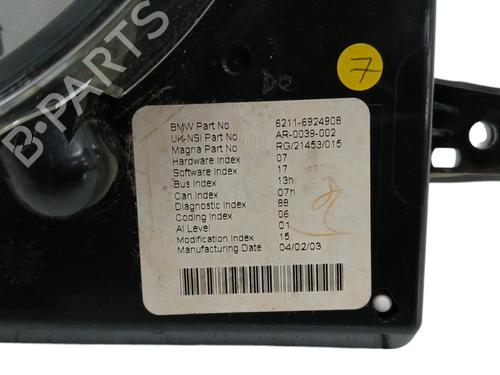 B-PARTS
7
BMW Part No 6211-6924908
UK-NSI Part No AR-0039-002
Magna Part No RG/21453/015
Hardware Index 07
Software Index 17
Bus Index 13h
Can Index 07h
Diagnostic Index 88
Coding Index 06
AI Level 01
Modification Index 15
Manufacturing Date 04/02/03